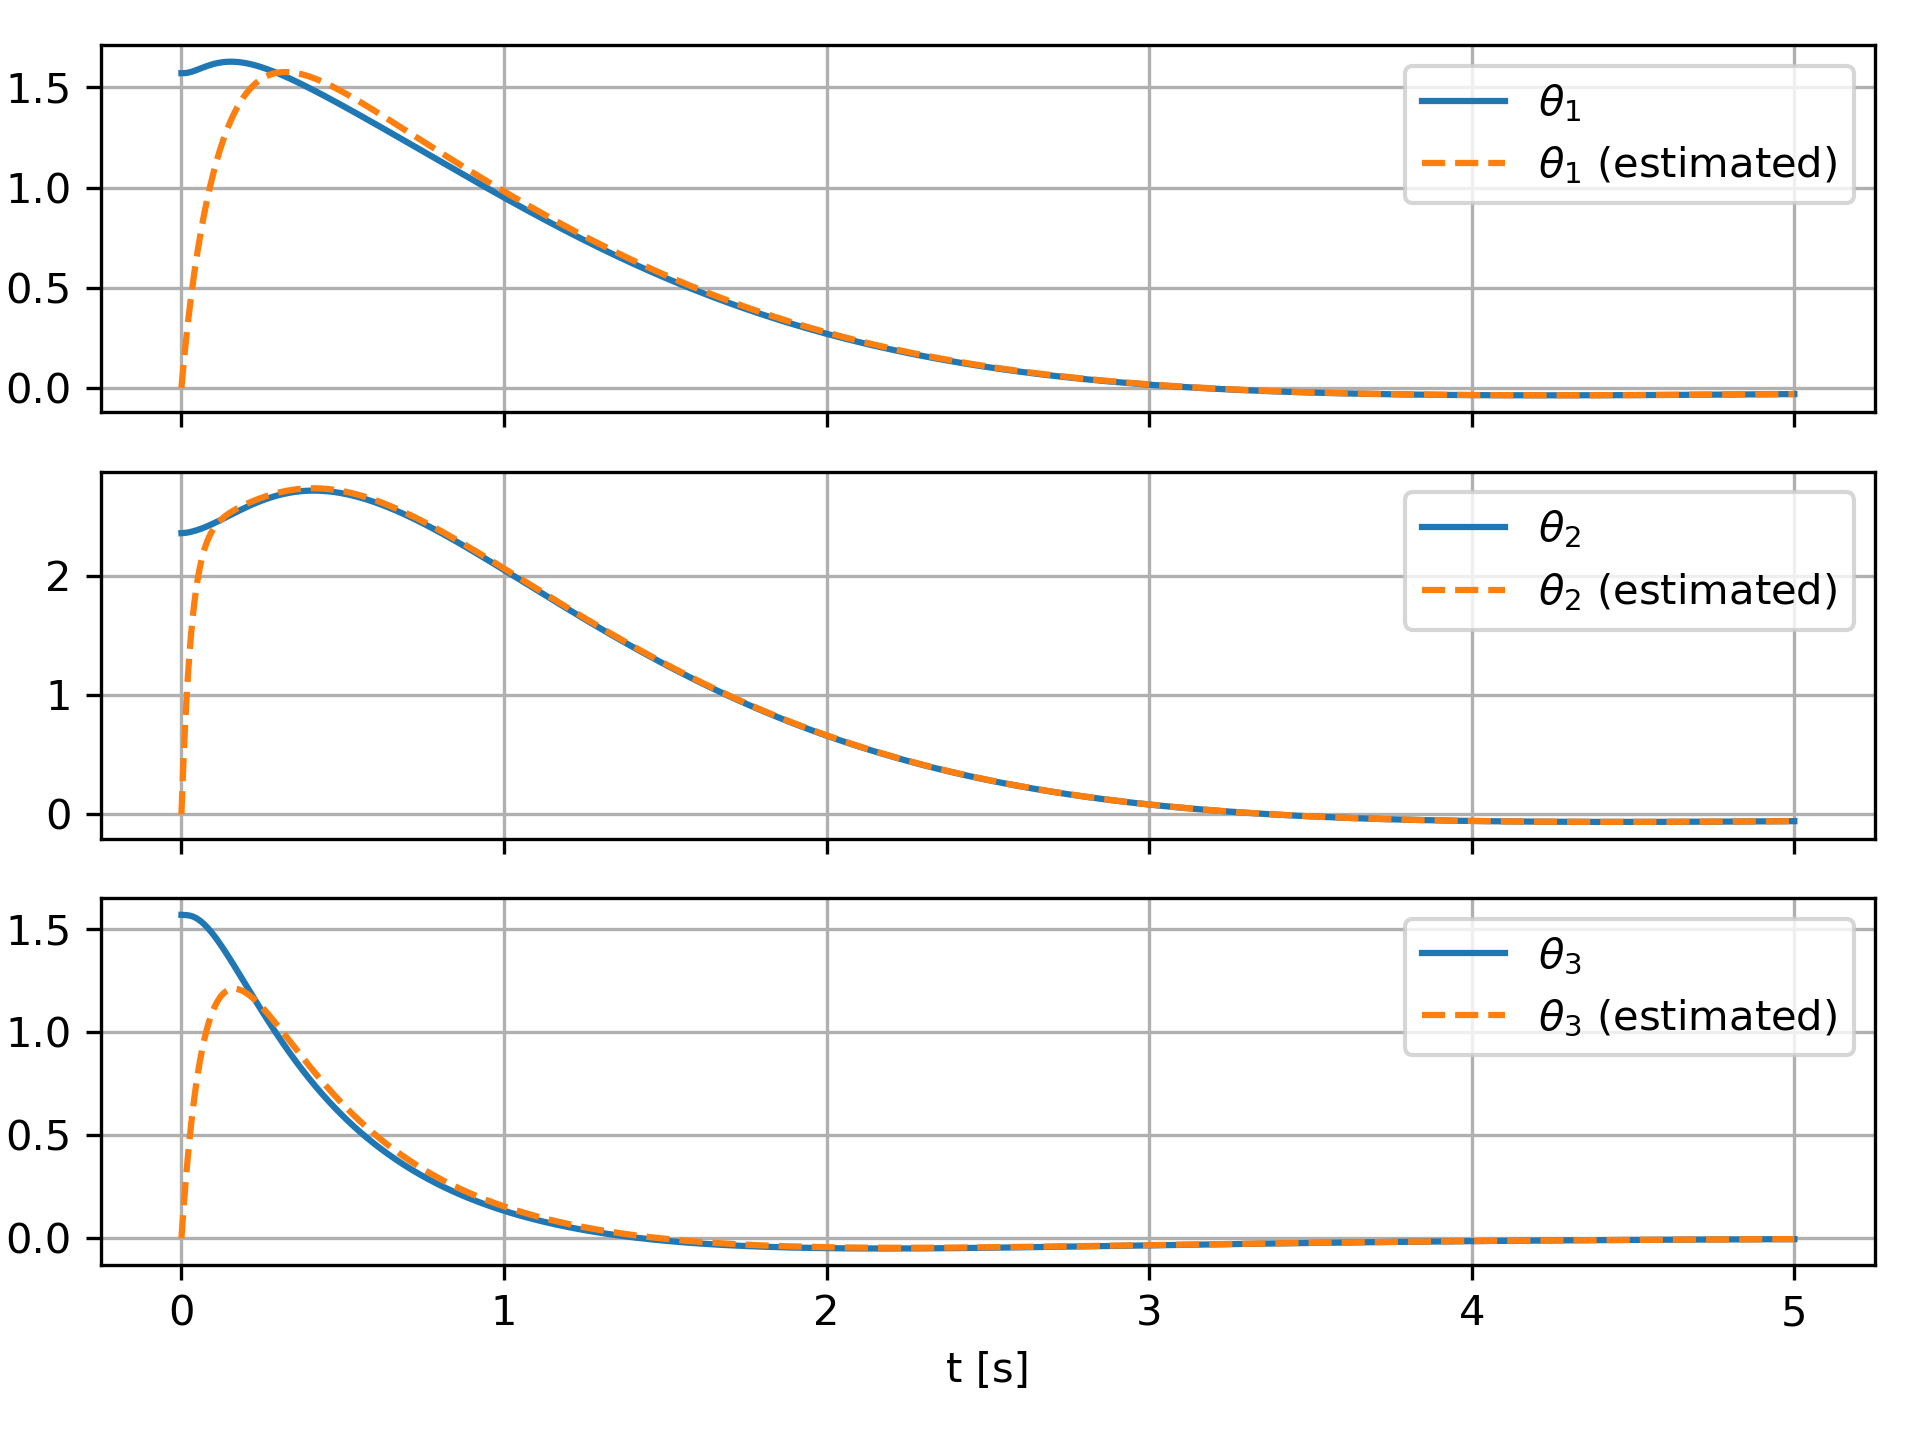 1.5
1.0
0.5
0.0
θ₁
θ₁ (estimated)
2
1
0
θ₂
θ₂ (estimated)
1.5
1.0
0.5
0.0
θ₃
θ₃ (estimated)
0 1 2 3 4 5
t [s]